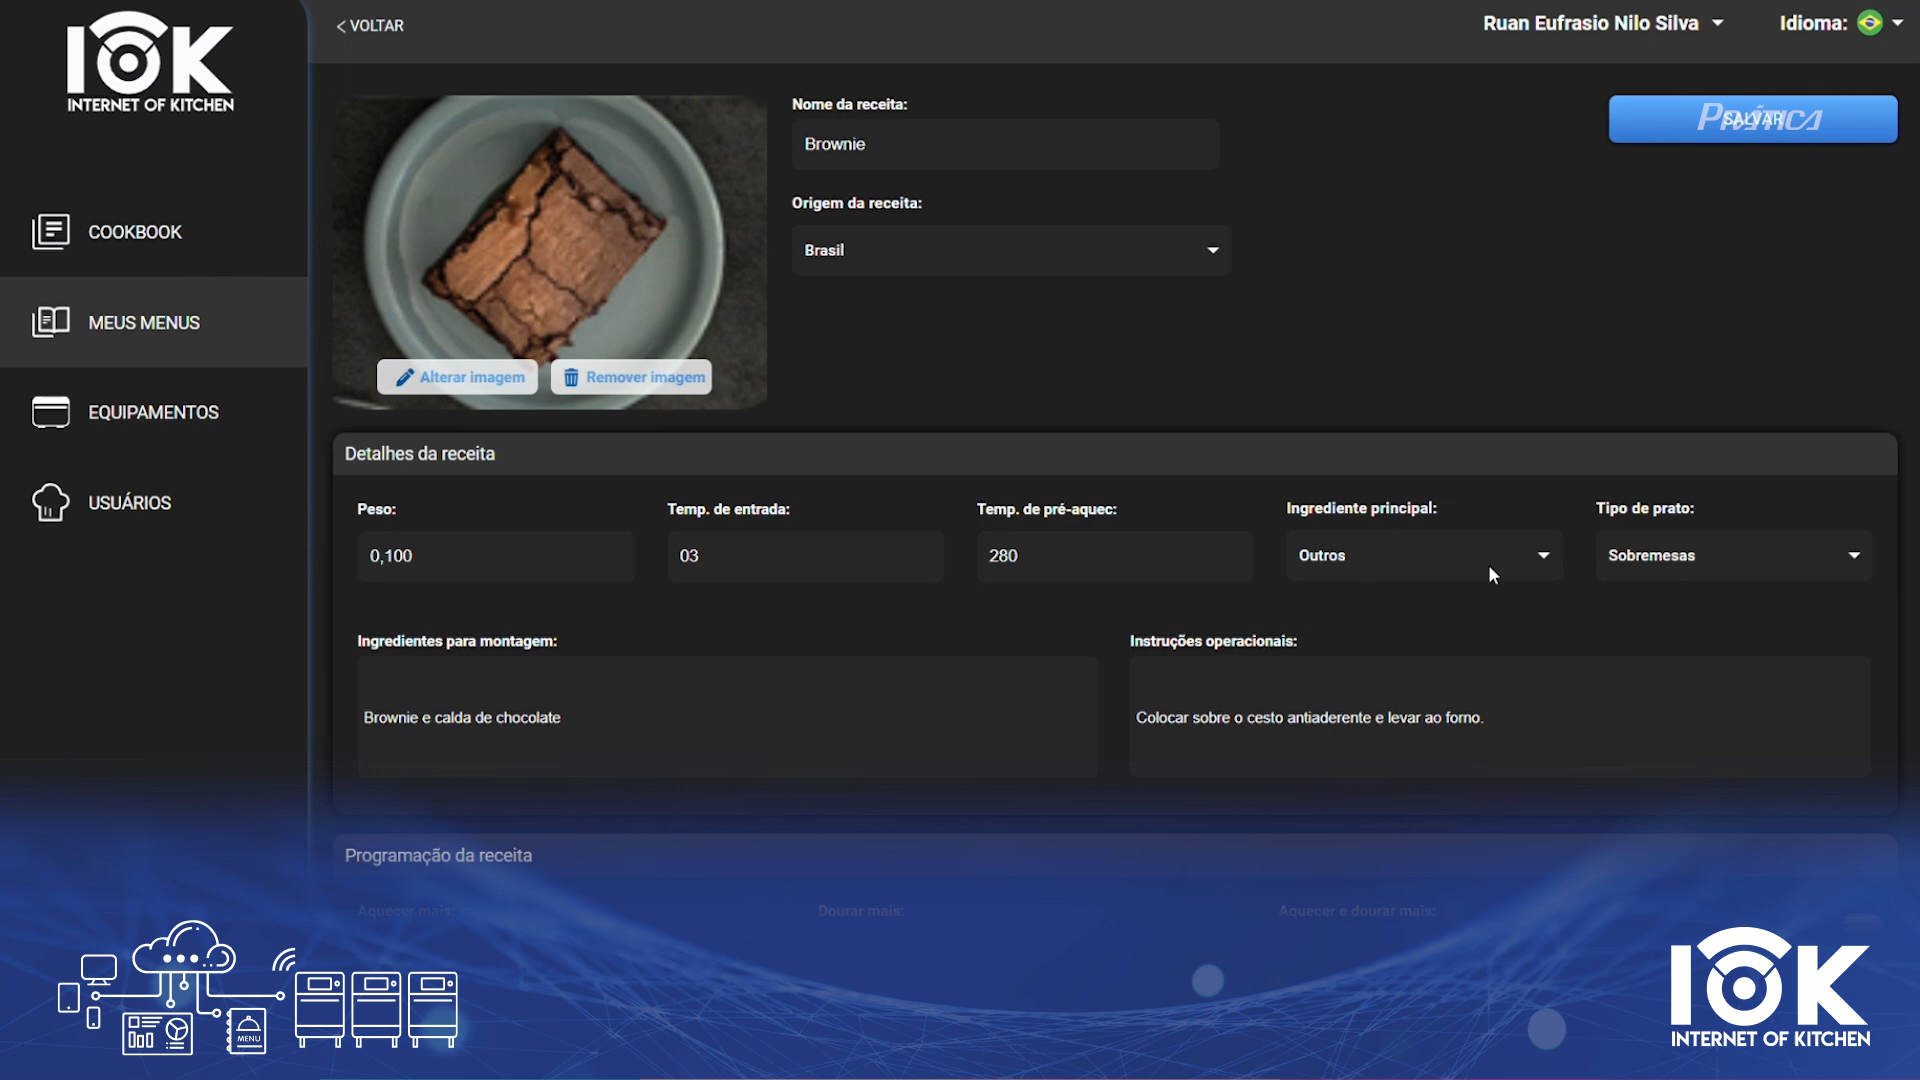 IOK
INTERNET OF KITCHEN
< VOLTAR
Ruan Eufrasio Nilo Silva
Idioma:
COOKBOOK
MEUS MENUS
EQUIPAMENTOS
USUÁRIOS
Nome da receita:
Brownie
Origem da receita:
Brasil
SALVAR
PRÁTICA
Alterar imagem
Remover imagem
Detalhes da receita
Peso:
0,100
Temp. de entrada:
03
Temp. de pré-aquec:
280
Ingrediente principal:
Outros
Tipo de prato:
Sobremesas
Ingredientes para montagem:
Brownie e calda de chocolate
Instruções operacionais:
Colocar sobre o cesto antiaderente e levar ao forno.
Programação da receita
Aquecer mais:
Dourar mais:
Aquecer e dourar mais:
MENU
IOK
INTERNET OF KITCHEN